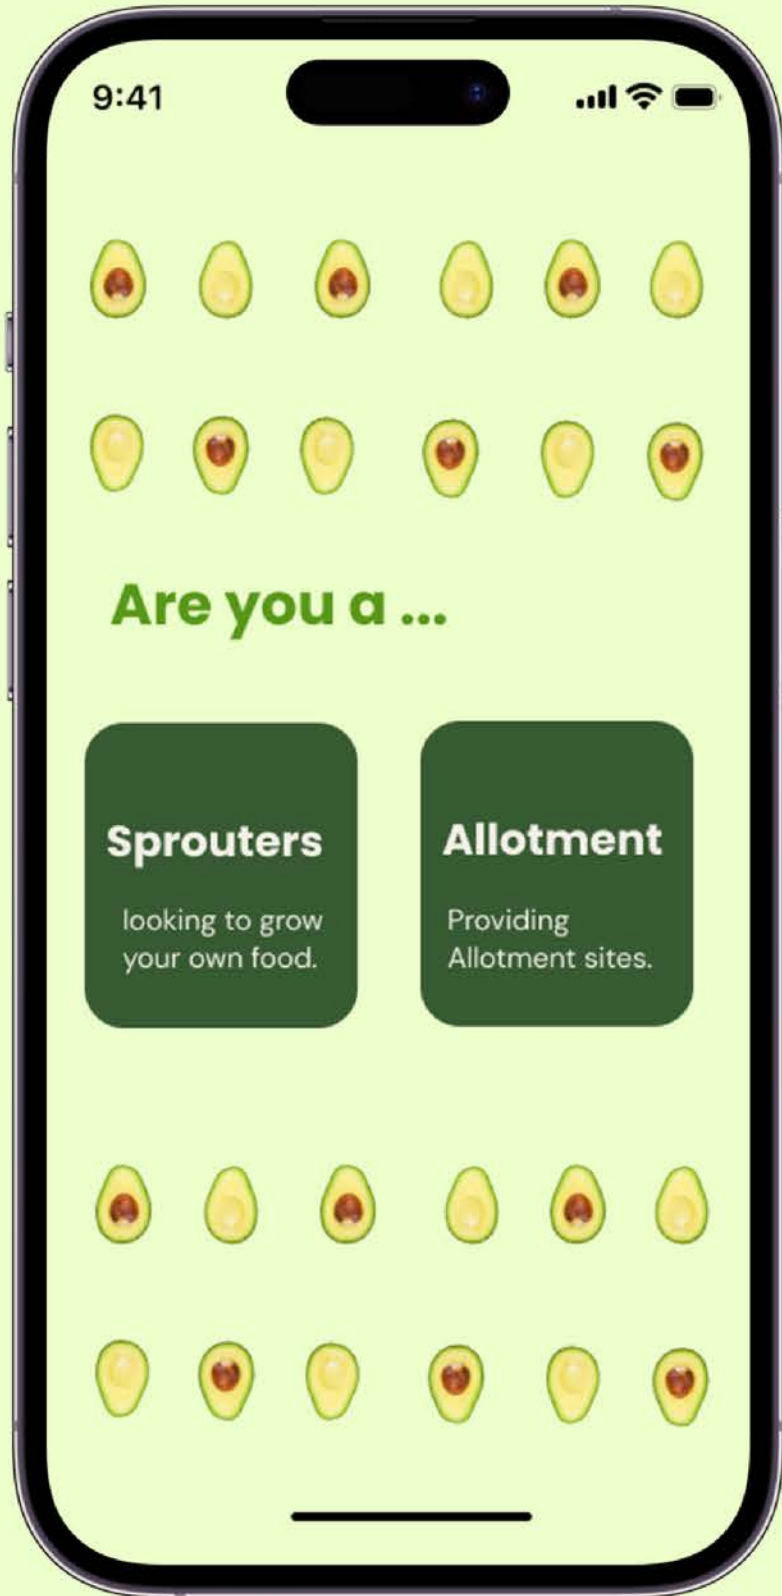 9:41
Are you a ...
Sprouters
looking to grow
your own food.
Allotment
Providing
Allotment sites.